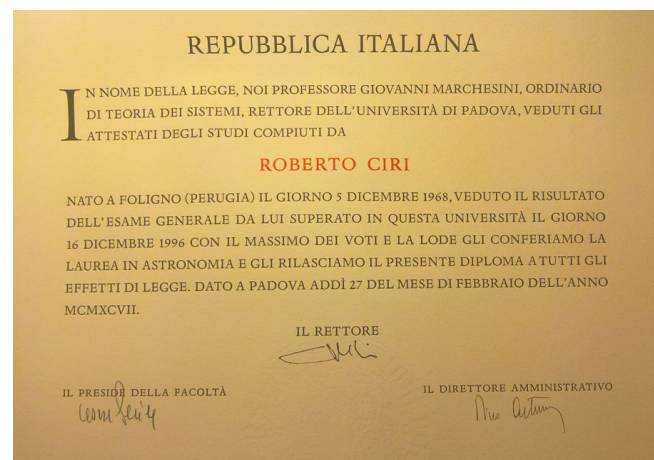 REPUBBLICA ITALIANA
IN NOME DELLA LEGGE, NOI PROFESSORE GIOVANNI MARCHESINI, ORDINARIO
DI TEORIA DEI SISTEMI, RETTORE DELL'UNIVERSITÀ DI PADOVA, VEDUTI GLI
ATTESTATI DEGLI STUDI COMPIUTI DA
ROBERTO CIRI
NATO A FOLIGNO (PERUGIA) IL GIORNO 5 DICEMBRE 1968, VEDUTO IL RISULTATO
DELL'ESAME GENERALE DA LUI SUPERATO IN QUESTA UNIVERSITÀ IL GIORNO
16 DICEMBRE 1996 CON IL MASSIMO DEI VOTI E LA LODE GLI CONFERIAMO LA
LAUREA IN ASTRONOMIA E GLI RILASCIAMO IL PRESENTE DIPLOMA A TUTTI GLI
EFFETTI DI LEGGE. DATO A PADOVA ADDÌ 27 DEL MESE DI FEBBRAIO DELL'ANNO
MCMXCVII.
IL RETTORE
IL PRESIDE DELLA FACOLTÀ
IL DIRETTORE AMMINISTRATIVO